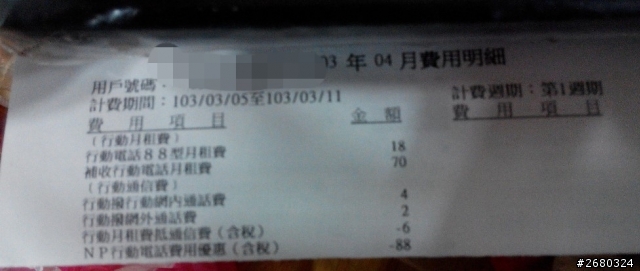 03 年 04 月費用明細
用戶號碼：
計費期間：103/03/05至103/03/11 計費週期：第1週期
費 用 項 目 金 額 費 用 項 目
（行動月租費）
行動電話８８型月租費 18
補收行動電話月租費 70
（行動通信費）
行動撥行動網內通話費 4
行動撥網外通話費 2
行動月租費抵通信費（含稅） -6
ＮＰ行動電話費用優惠（含稅） -88
#2680324